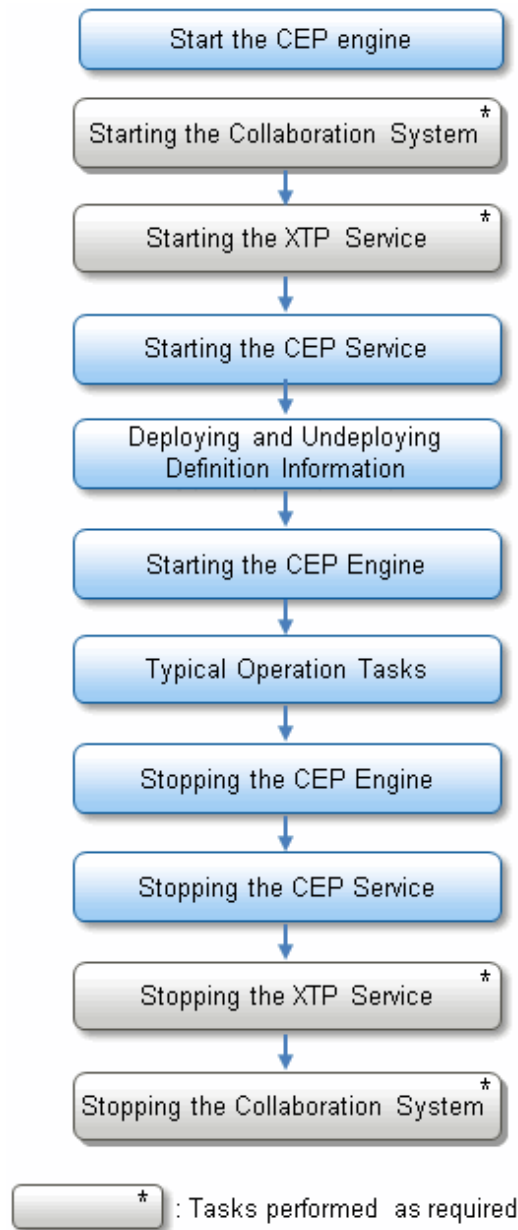 Start the CEP engine
*
Starting the Collaboration System
*
Starting the XTP Service
Starting the CEP Service
Deploying and Undeploying
Definition Information
Starting the CEP Engine
Typical Operation Tasks
Stopping the CEP Engine
Stopping the CEP Service
*
Stopping the XTP Service
*
Stopping the Collaboration System
* : Tasks performed as required